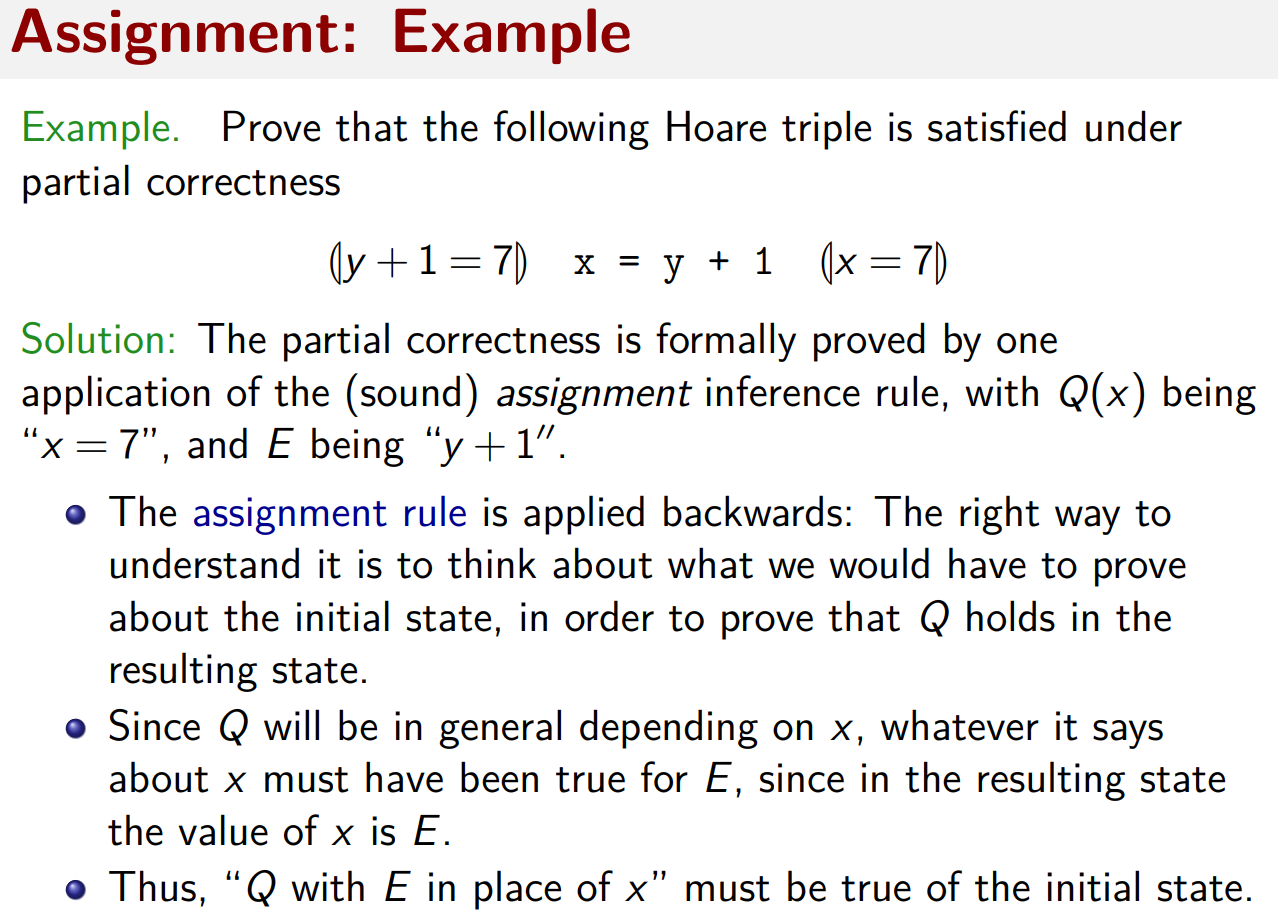 Assignment: Example
Example. Prove that the following Hoare triple is satisfied under
partial correctness
⦇y + 1 = 7⦈ x = y + 1 ⦇x = 7⦈
Solution: The partial correctness is formally proved by one
application of the (sound) assignment inference rule, with Q(x) being
“x = 7”, and E being “y + 1″.
• The assignment rule is applied backwards: The right way to
understand it is to think about what we would have to prove
about the initial state, in order to prove that Q holds in the
resulting state.
• Since Q will be in general depending on x, whatever it says
about x must have been true for E, since in the resulting state
the value of x is E.
• Thus, “Q with E in place of x” must be true of the initial state.